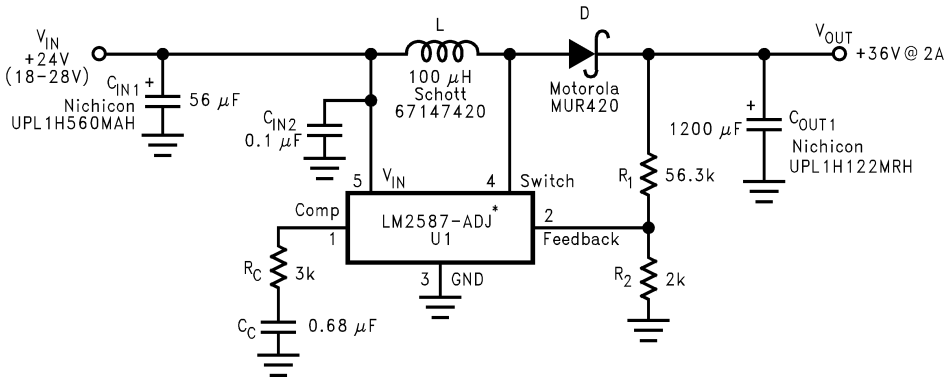 V_IN
+24V
(18–28V)
C_IN1 +
Nichicon
UPL1H560MAH
56 μF
C_IN2
0.1 μF
L
100 μH
Schott
67147420
D
Motorola
MUR420
V_OUT
+36V @ 2A
+
1200 μF
C_OUT1
Nichicon
UPL1H122MRH
R_1
56.3k
5 V_IN
4 Switch
Comp
1
LM2587–ADJ*
U1
2
Feedback
3 GND
R_C
3k
C_C
0.68 μF
R_2
2k